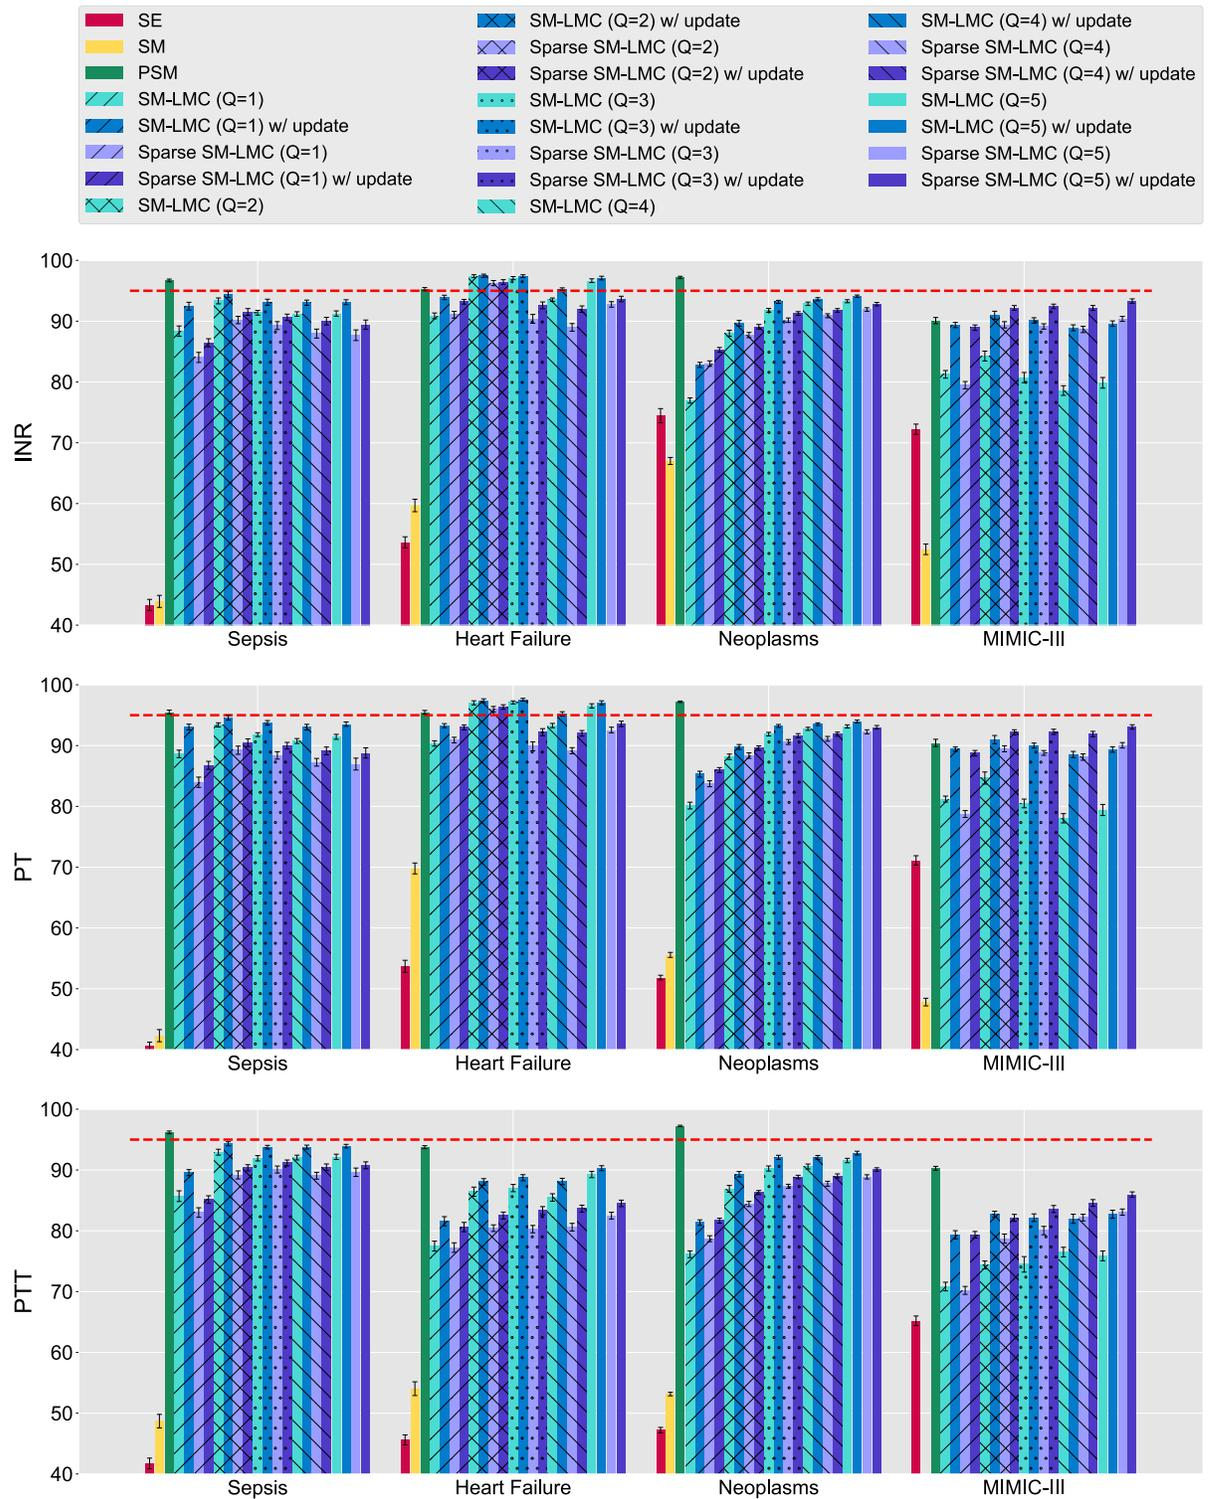 SE
SM
PSM
SM-LMC (Q=1)
SM-LMC (Q=1) w/ update
Sparse SM-LMC (Q=1)
Sparse SM-LMC (Q=1) w/ update
SM-LMC (Q=2)
SM-LMC (Q=2) w/ update
Sparse SM-LMC (Q=2)
Sparse SM-LMC (Q=2) w/ update
SM-LMC (Q=3)
SM-LMC (Q=3) w/ update
Sparse SM-LMC (Q=3)
Sparse SM-LMC (Q=3) w/ update
SM-LMC (Q=4)
SM-LMC (Q=4) w/ update
Sparse SM-LMC (Q=4)
Sparse SM-LMC (Q=4) w/ update
SM-LMC (Q=5)
SM-LMC (Q=5) w/ update
Sparse SM-LMC (Q=5)
Sparse SM-LMC (Q=5) w/ update
INR
100
90
80
70
60
50
40
Sepsis Heart Failure Neoplasms MIMIC-III
PT
100
90
80
70
60
50
40
Sepsis Heart Failure Neoplasms MIMIC-III
PTT
100
90
80
70
60
50
40
Sepsis Heart Failure Neoplasms MIMIC-III